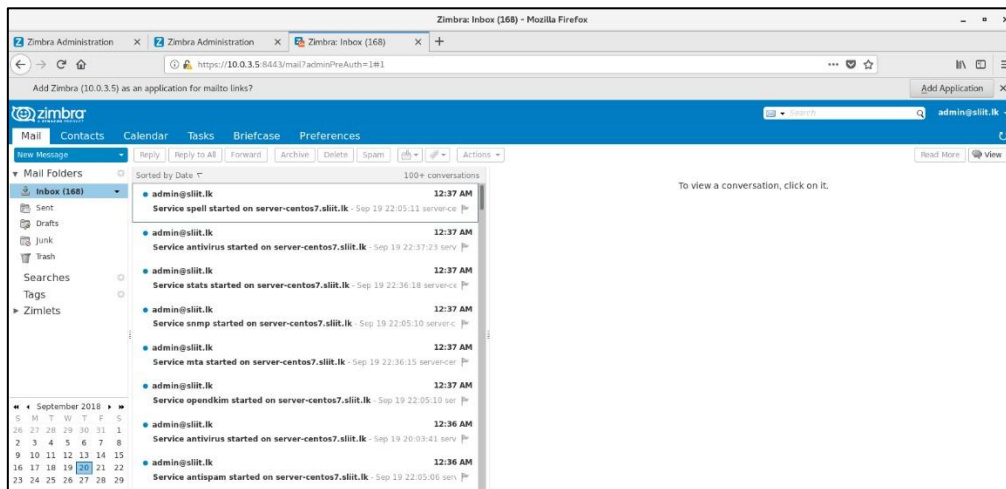 Zimbra: Inbox (168) - Mozilla Firefox
Zimbra Administration × Zimbra Administration × Zimbra: Inbox (168) × +
https://10.0.3.5:8443/mail?adminPreAuth=1#1
Add Zimbra (10.0.3.5) as an application for mailto links? Add Application ×
zimbra Search admin@sliit.lk
Mail Contacts Calendar Tasks Briefcase Preferences
New Message Reply Reply to All Forward Archive Delete Spam Actions Read More View
Mail Folders
Inbox (168)
Sent
Drafts
Junk
Trash
Searches
Tags
Zimlets
Sorted by Date 100+ conversations
admin@sliit.lk 12:37 AM
Service spell started on server-centos7.sliit.lk - Sep 19 22:05:11 server-ce
admin@sliit.lk 12:37 AM
Service antivirus started on server-centos7.sliit.lk - Sep 19 22:37:23 serv
admin@sliit.lk 12:37 AM
Service stats started on server-centos7.sliit.lk - Sep 19 22:36:18 server-ce
admin@sliit.lk 12:37 AM
Service snmp started on server-centos7.sliit.lk - Sep 19 22:05:10 server-c
admin@sliit.lk 12:37 AM
Service mta started on server-centos7.sliit.lk - Sep 19 22:36:15 server-cer
admin@sliit.lk 12:37 AM
Service opendkim started on server-centos7.sliit.lk - Sep 19 22:05:10 ser
admin@sliit.lk 12:36 AM
Service antivirus started on server-centos7.sliit.lk - Sep 19 20:03:41 serv
admin@sliit.lk 12:36 AM
Service antispam started on server-centos7.sliit.lk - Sep 19 22:05:06 serv
To view a conversation, click on it.
September 2018
S M T W T F S
26 27 28 29 30 31 1
2 3 4 5 6 7 8
9 10 11 12 13 14 15
16 17 18 19 20 21 22
23 24 25 26 27 28 29